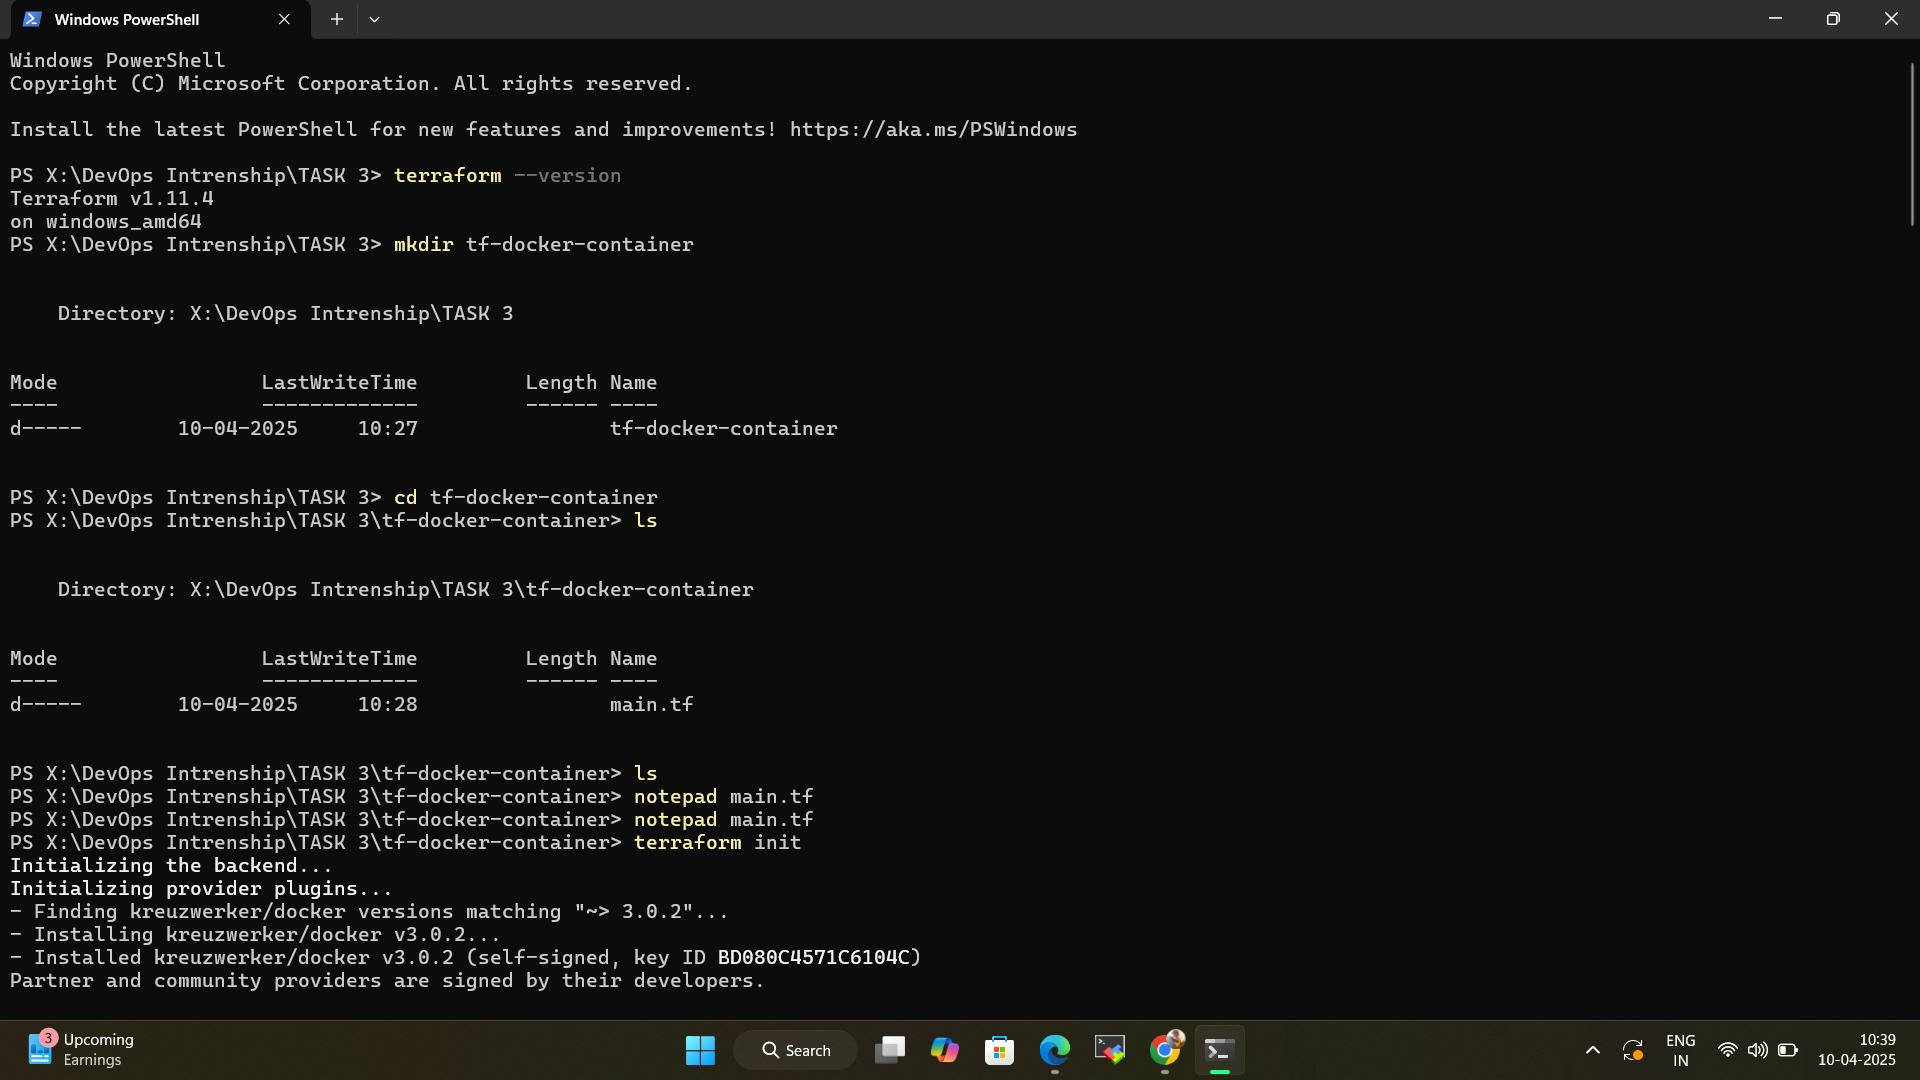 Windows PowerShell
Windows PowerShell
Copyright (C) Microsoft Corporation. All rights reserved.
Install the latest PowerShell for new features and improvements! https://aka.ms/PSWindows
PS X:\DevOps Intrenship\TASK 3> terraform --version
Terraform v1.11.4
on windows_amd64
PS X:\DevOps Intrenship\TASK 3> mkdir tf-docker-container
    Directory: X:\DevOps Intrenship\TASK 3
Mode                 LastWriteTime         Length Name
----                 -------------         ------ ----
d-----        10-04-2025     10:27                tf-docker-container
PS X:\DevOps Intrenship\TASK 3> cd tf-docker-container
PS X:\DevOps Intrenship\TASK 3\tf-docker-container> ls
    Directory: X:\DevOps Intrenship\TASK 3\tf-docker-container
Mode                 LastWriteTime         Length Name
----                 -------------         ------ ----
d-----        10-04-2025     10:28                main.tf
PS X:\DevOps Intrenship\TASK 3\tf-docker-container> ls
PS X:\DevOps Intrenship\TASK 3\tf-docker-container> notepad main.tf
PS X:\DevOps Intrenship\TASK 3\tf-docker-container> notepad main.tf
PS X:\DevOps Intrenship\TASK 3\tf-docker-container> terraform init
Initializing the backend...
Initializing provider plugins...
- Finding kreuzwerker/docker versions matching "~> 3.0.2"...
- Installing kreuzwerker/docker v3.0.2...
- Installed kreuzwerker/docker v3.0.2 (self-signed, key ID BD080C4571C6104C)
Partner and community providers are signed by their developers.
3
Upcoming
Earnings
Search
ENG
IN
10:39
10-04-2025